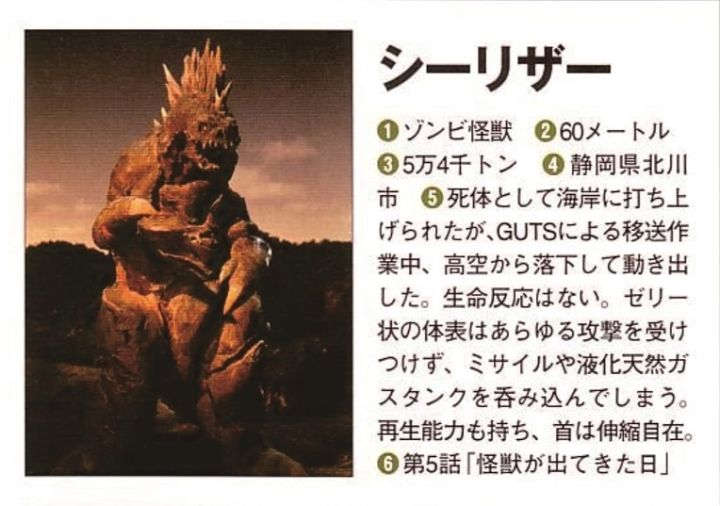 シーリザー
❶ゾンビ怪獣　❷60メートル
❸5万4千トン　❹静岡県北川
市　❺死体として海岸に打ち上
げられたが、GUTSによる移送作
業中、高空から落下して動き出
した。生命反応はない。ゼリー
状の体表はあらゆる攻撃を受け
つけず、ミサイルや液化天然ガ
スタンクを呑み込んでしまう。
再生能力も持ち、首は伸縮自在。
❻第5話「怪獣が出てきた日」